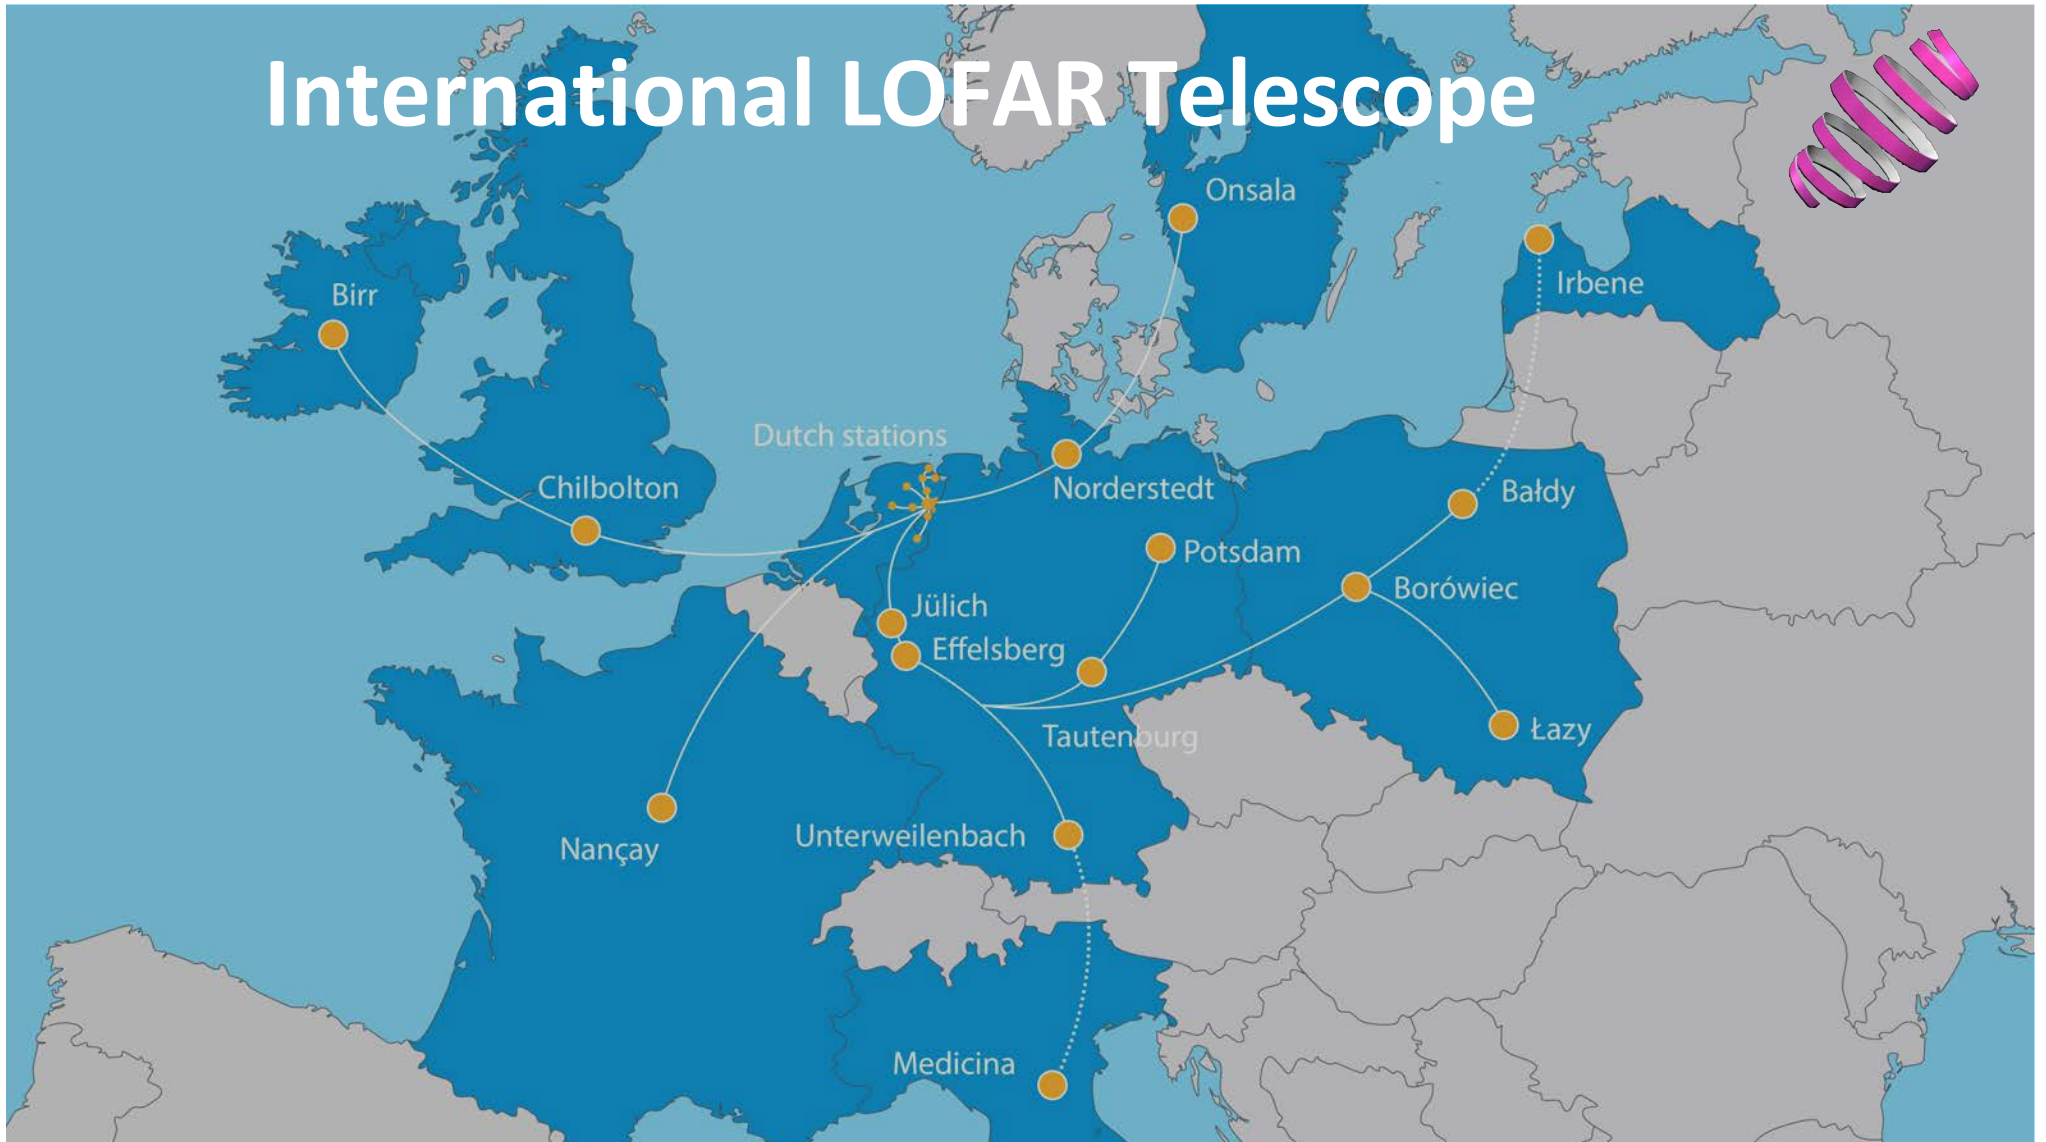 International LOFAR Telescope
Onsala
Irbene
Birr
Dutch stations
Chilbolton
Norderstedt
Bałdy
Potsdam
Borówiec
Jülich
Effelsberg
Tautenburg
Łazy
Unterweilenbach
Nançay
Medicina